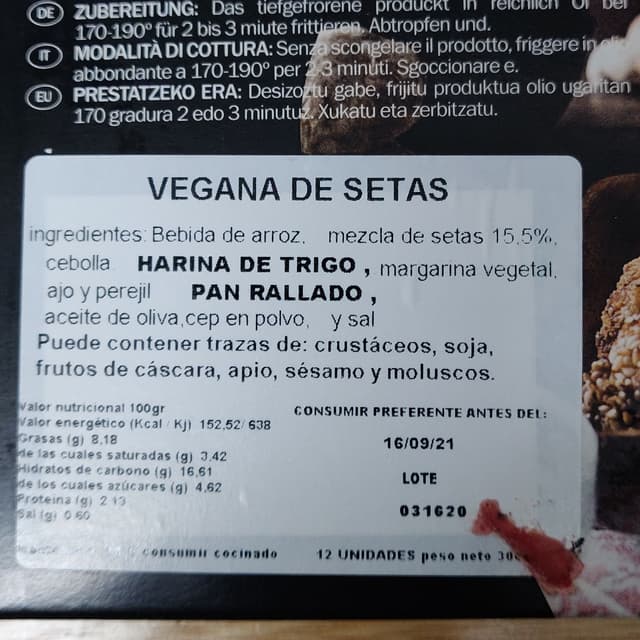 DE ZUBEREITUNG: Das tiefgefrorene produckt in reichlich Öl bei
170-190º für 2 bis 3 miute frittieren. Abtropfen und.
IT MODALITÀ DI COTTURA: Senza scongelare il prodotto, friggere in olio
abbondante a 170-190º per 2-3 minuti. Sgoccionare e.
EU PRESTATZEKO ERA: Desizoztu gabe, frijitu produktua olio ugaritan
170 gradura 2 edo 3 minutuz. Xukatu eta zerbitzatu.
VEGANA DE SETAS
ingredientes: Bebida de arroz, mezcla de setas 15,5%,
cebolla HARINA DE TRIGO , margarina vegetal,
ajo y perejil PAN RALLADO ,
aceite de oliva,cep en polvo, y sal
Puede contener trazas de: crustáceos, soja,
frutos de cáscara, apio, sésamo y moluscos.
Valor nutricional 100gr
Valor energético (Kcal / Kj) 152,52/ 638
Grasas (g) 8,18
de las cuales saturadas (g) 3,42
Hidratos de carbono (g) 16,61
de los cuales azúcares (g) 4,62
Proteina (g) 2,13
Sal (g) 0,60
CONSUMIR PREFERENTE ANTES DEL:
16/09/21
LOTE
031620
consumir cocinado 12 UNIDADES peso neto